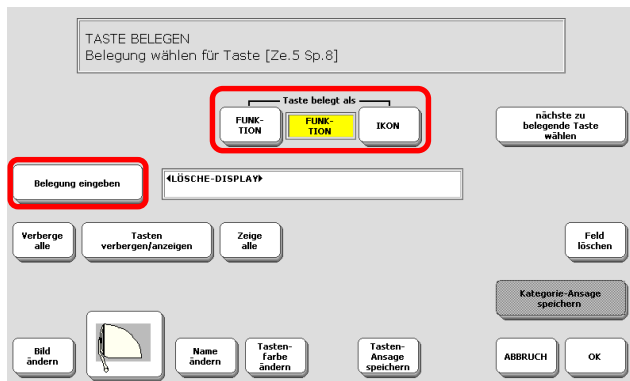 TASTE BELEGEN
Belegung wählen für Taste [Ze.5 Sp.8]
Taste belegt als
FUNK-
TION
FUNK-
TION
IKON
nächste zu
belegende Taste
wählen
Belegung eingeben
◀LÖSCHE-DISPLAY▶
Verberge
alle
Tasten
verbergen/anzeigen
Zeige
alle
Feld
löschen
Kategorie-Ansage
speichern
Bild
ändern
Name
ändern
Tasten-
farbe
ändern
Tasten-
Ansage
speichern
ABBRUCH
OK